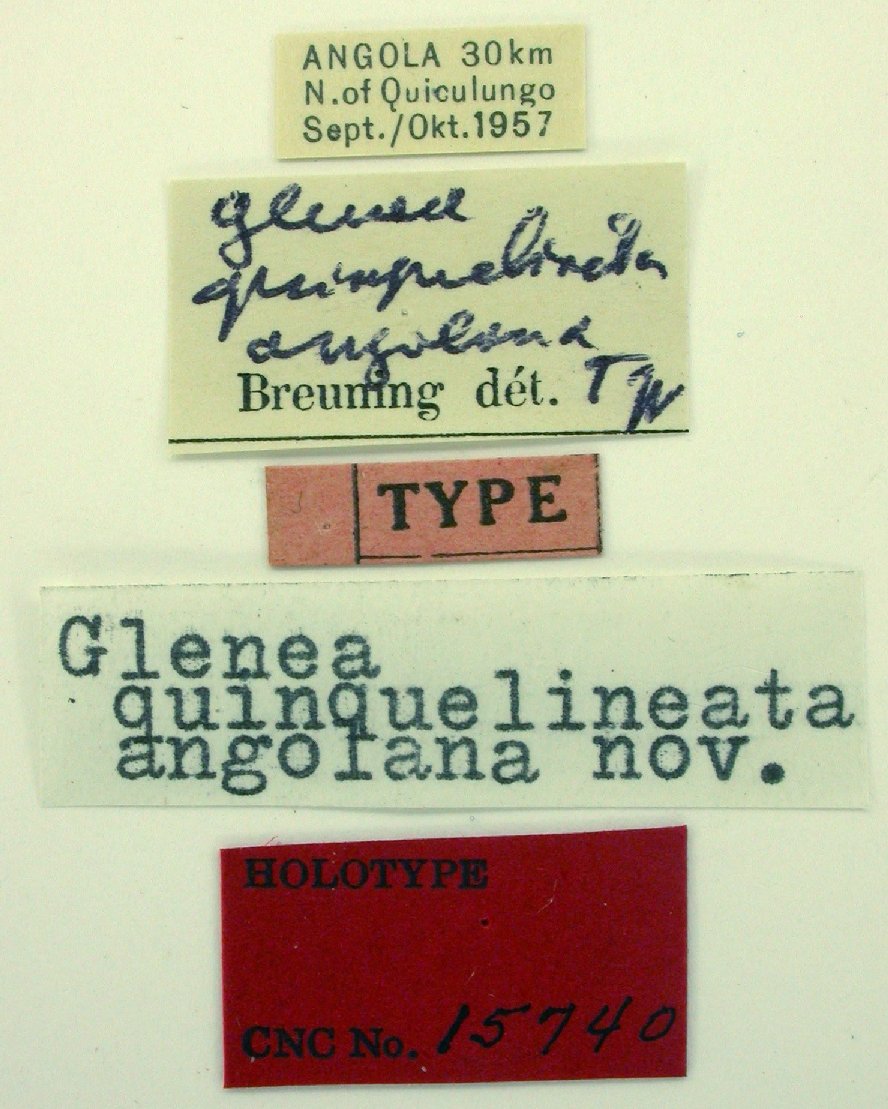 ANGOLA 30km
N.of Quiculungo
Sept./Okt.1957
Glenea
quinquelineata
angolana
Breuning dét. Typ
TYPE
Glenea
quinquelineata
angolana nov.
HOLOTYPE
CNC No. 15740